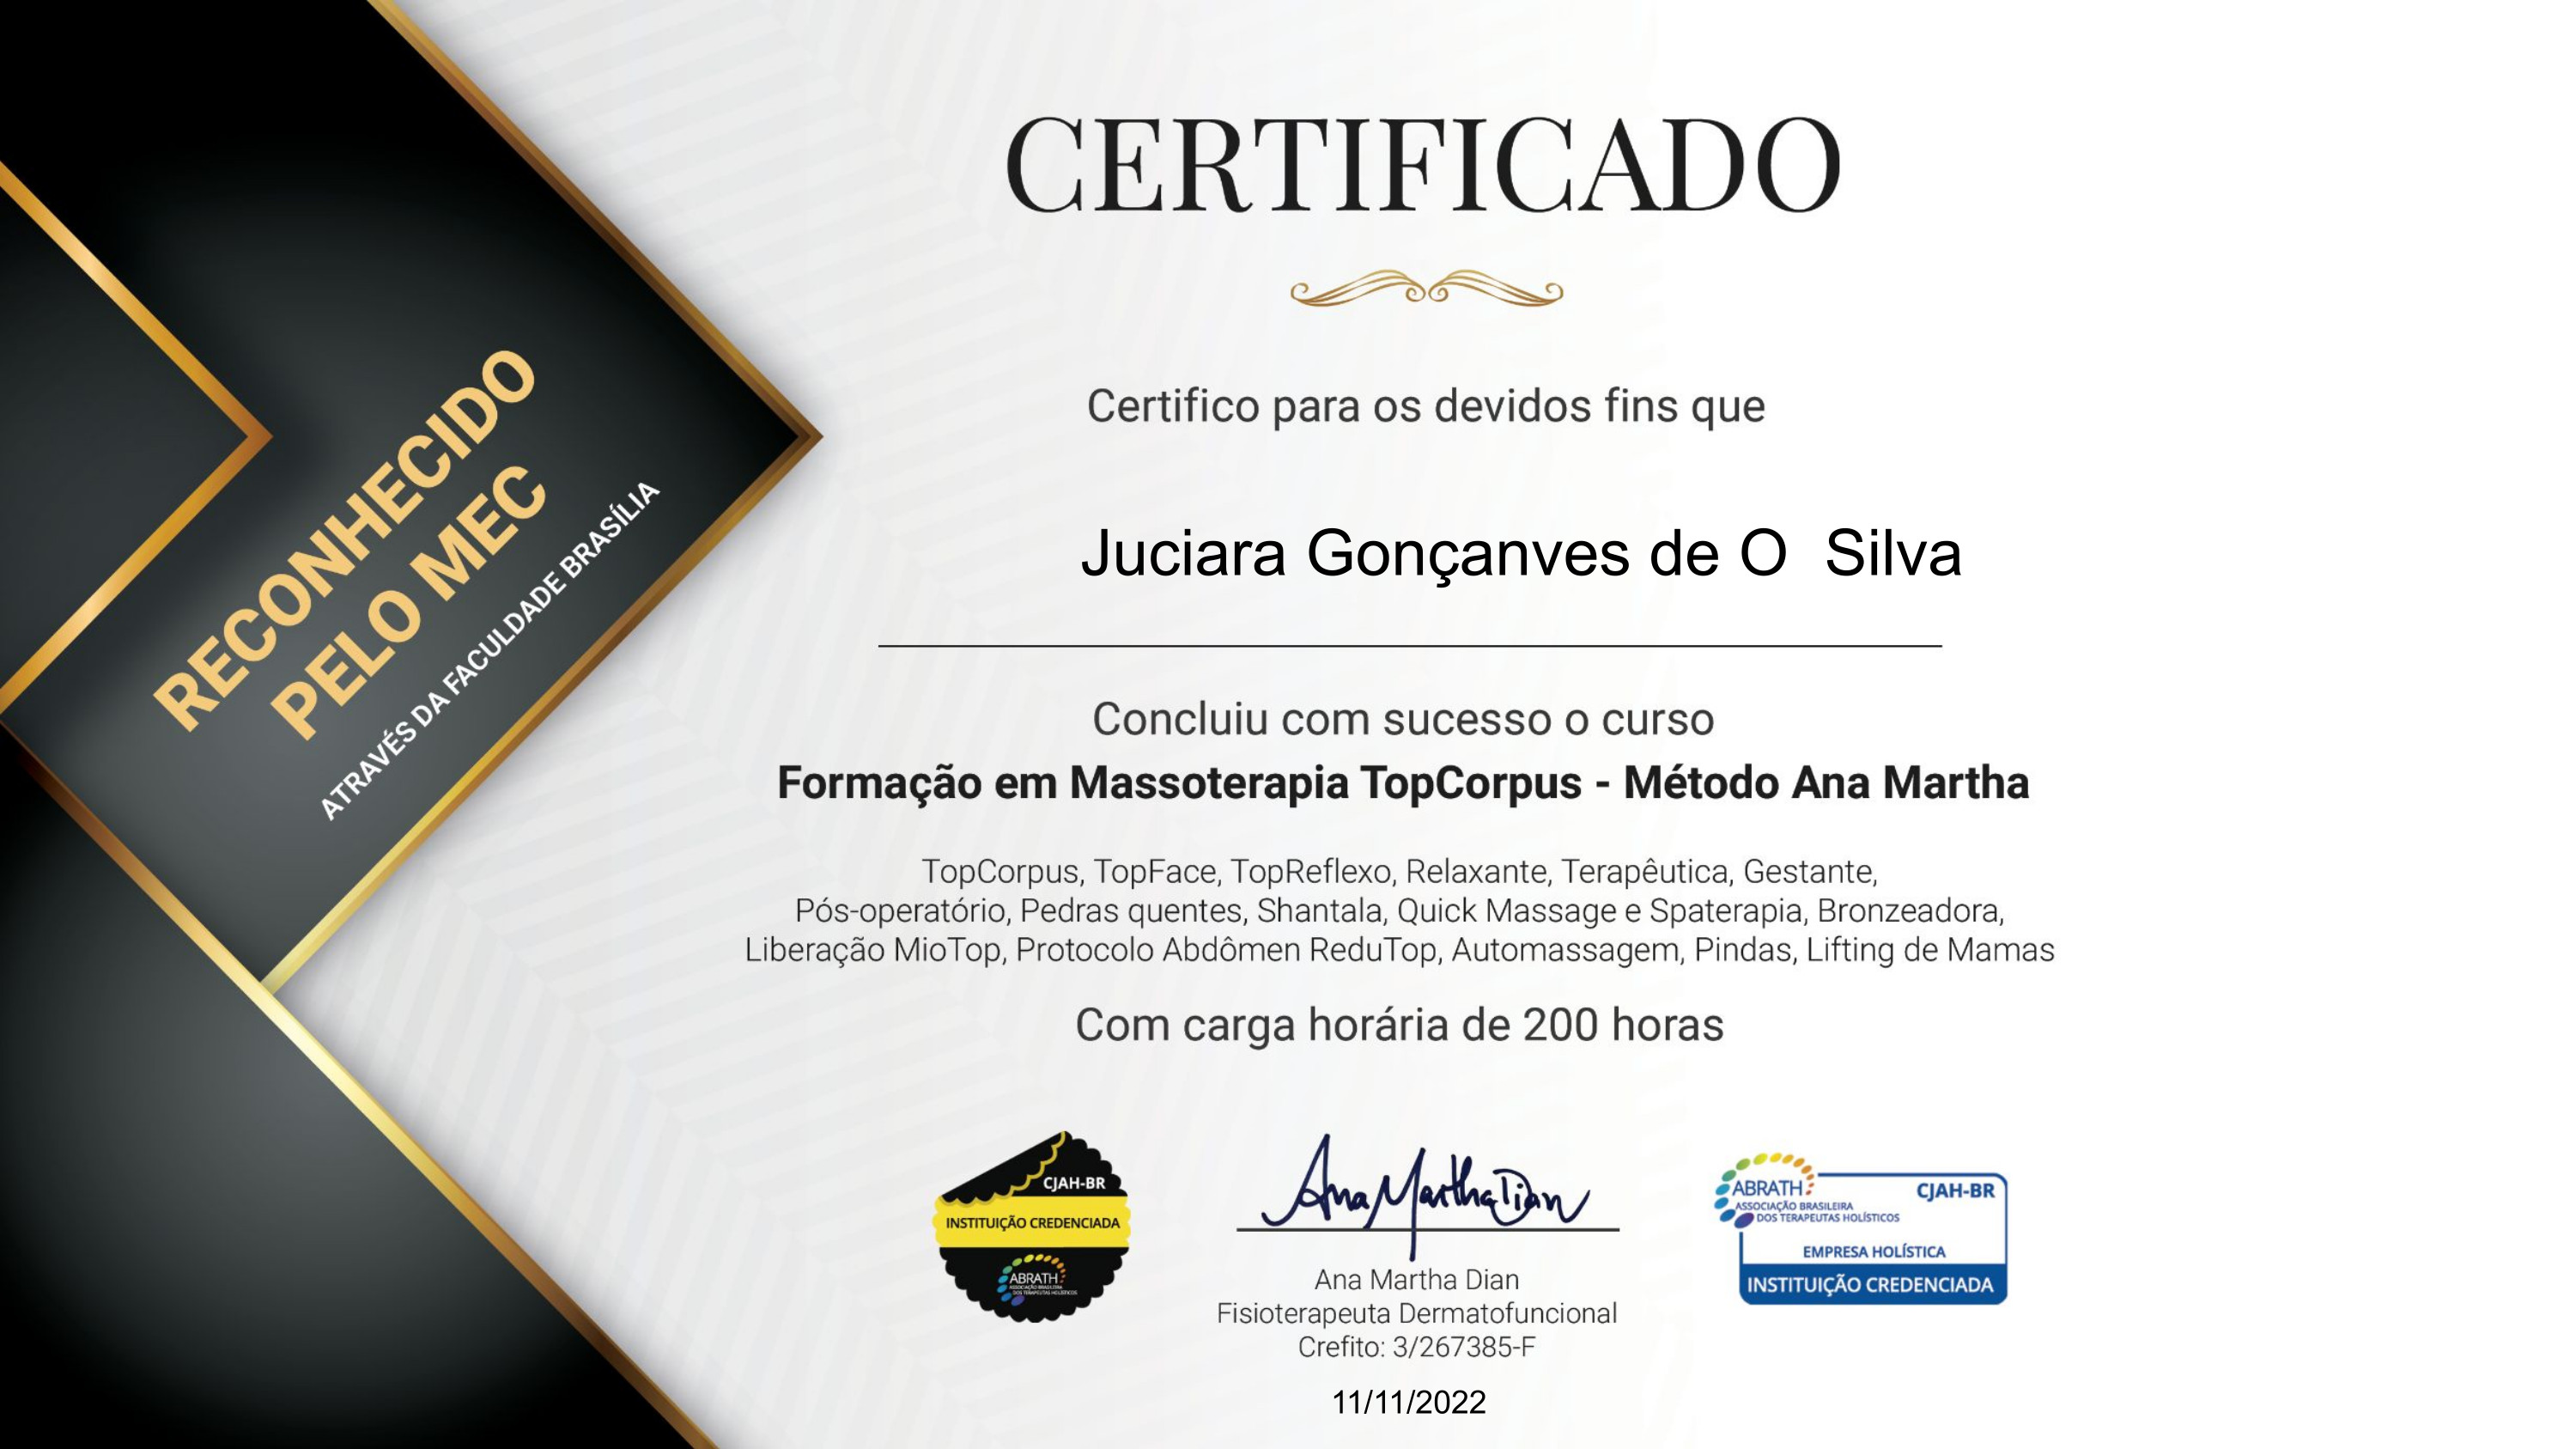 CERTIFICADO
RECONHECIDO
PELO MEC
ATRAVÉS DA FACULDADE BRASÍLIA
Certifico para os devidos fins que
Juciara Gonçanves de O  Silva
Concluiu com sucesso o curso
Formação em Massoterapia TopCorpus - Método Ana Martha
TopCorpus, TopFace, TopReflexo, Relaxante, Terapêutica, Gestante,
Pós-operatório, Pedras quentes, Shantala, Quick Massage e Spaterapia, Bronzeadora,
Liberação MioTop, Protocolo Abdômen ReduTop, Automassagem, Pindas, Lifting de Mamas
Com carga horária de 200 horas
CJAH-BR
INSTITUIÇÃO CREDENCIADA
ABRATH
ASSOCIAÇÃO BRASILEIRA
DOS TERAPEUTAS HOLÍSTICOS
Ana Martha Dian
Ana Martha Dian
Fisioterapeuta Dermatofuncional
Crefito: 3/267385-F
11/11/2022
ABRATH
CJAH-BR
ASSOCIAÇÃO BRASILEIRA
DOS TERAPEUTAS HOLÍSTICOS
EMPRESA HOLÍSTICA
INSTITUIÇÃO CREDENCIADA